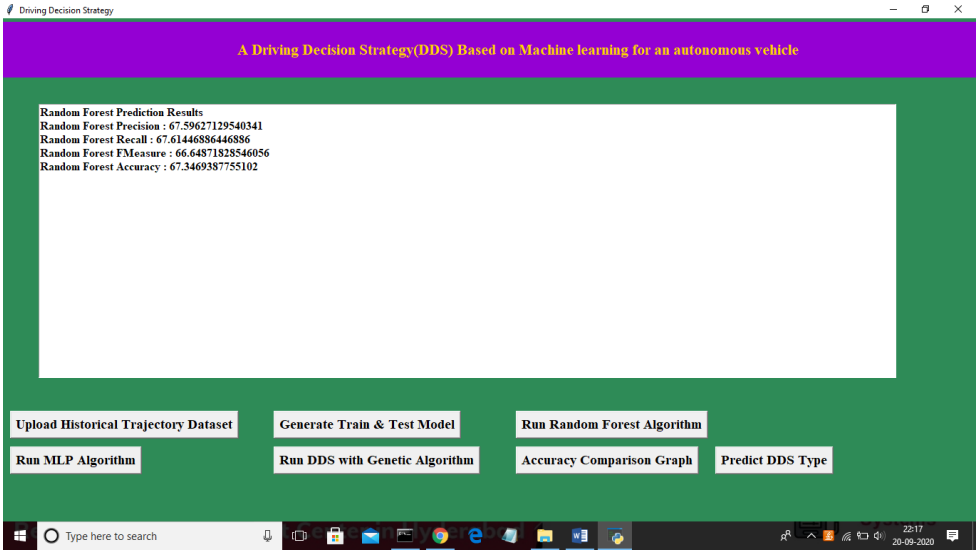 Driving Decision Strategy
A Driving Decision Strategy(DDS) Based on Machine learning for an autonomous vehicle
Random Forest Prediction Results
Random Forest Precision : 67.59627129540341
Random Forest Recall : 67.61446886446886
Random Forest FMeasure : 66.64871828546056
Random Forest Accuracy : 67.3469387755102
Upload Historical Trajectory Dataset
Generate Train & Test Model
Run Random Forest Algorithm
Run MLP Algorithm
Run DDS with Genetic Algorithm
Accuracy Comparison Graph
Predict DDS Type
Type here to search
22:17
20-09-2020